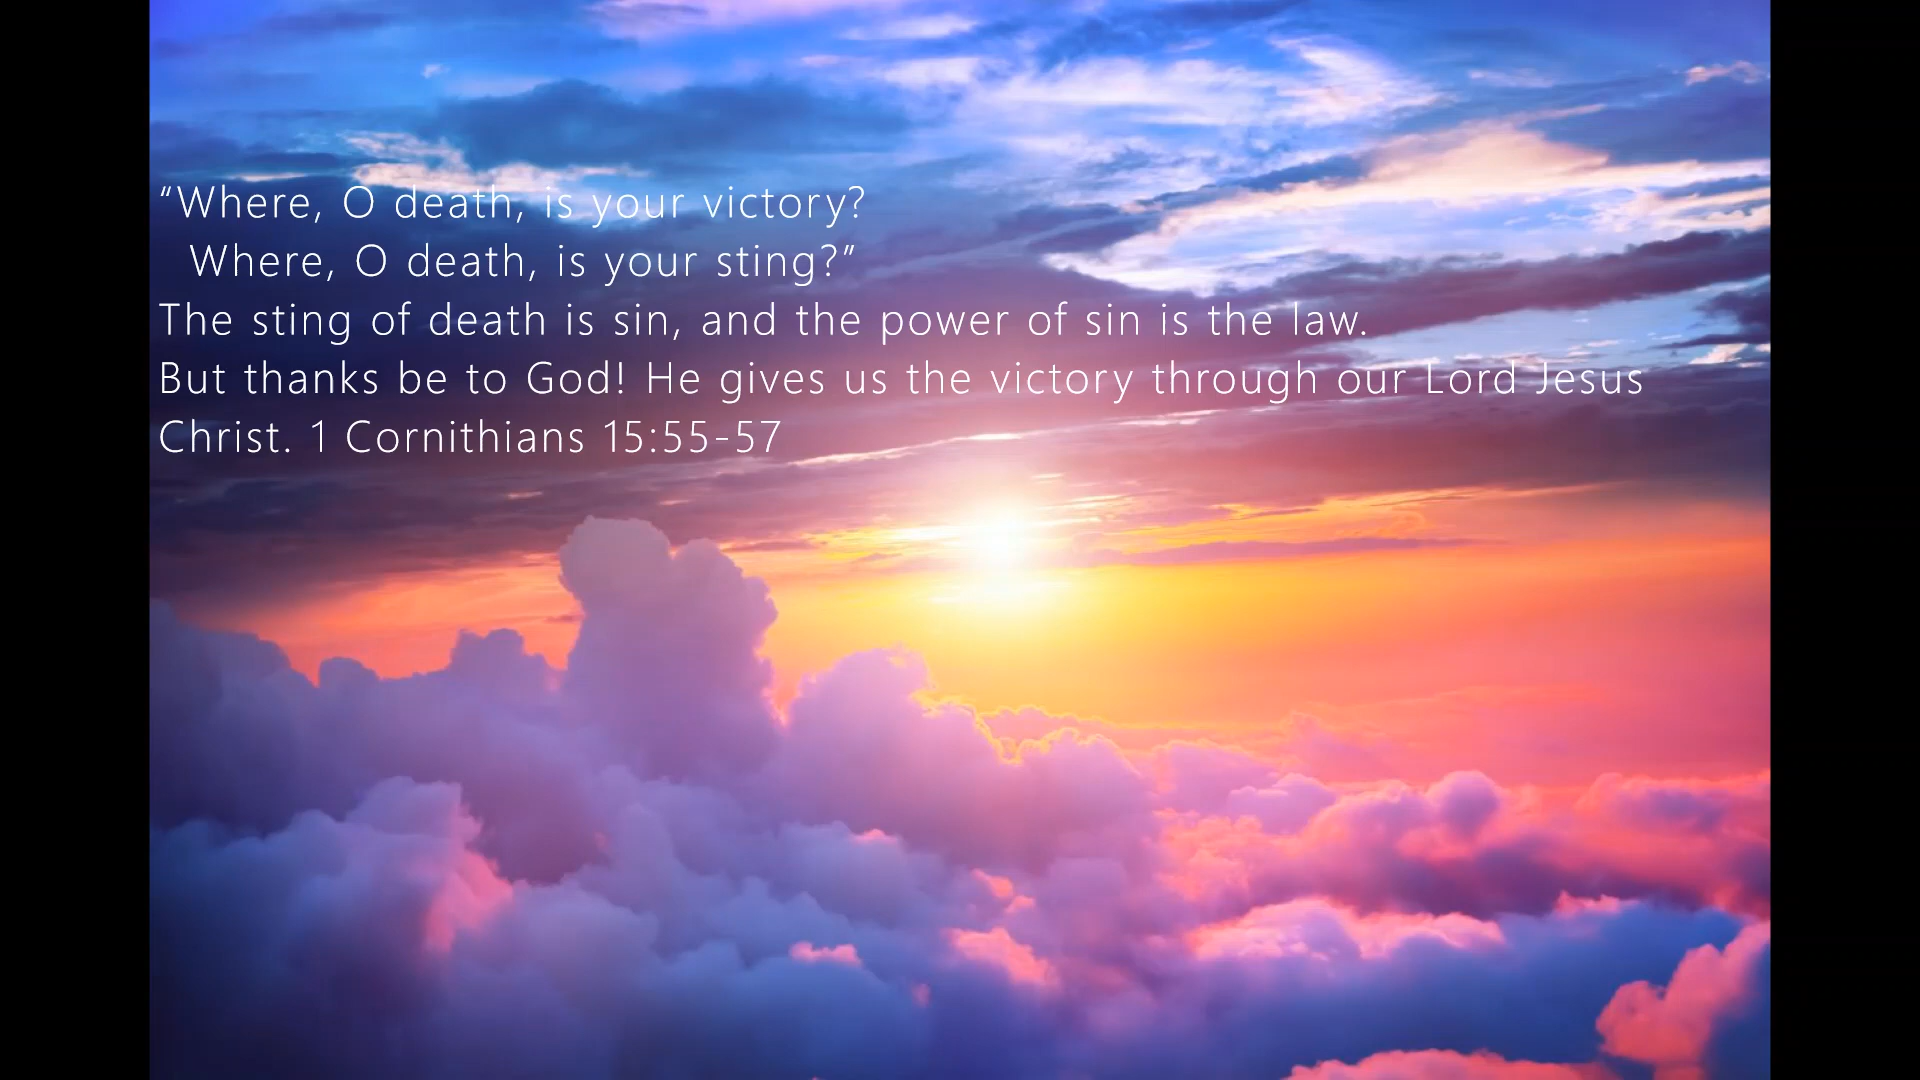 “Where, O death, is your victory?
Where, O death, is your sting?”
The sting of death is sin, and the power of sin is the law.
But thanks be to God! He gives us the victory through our Lord Jesus
Christ. 1 Cornithians 15:55-57